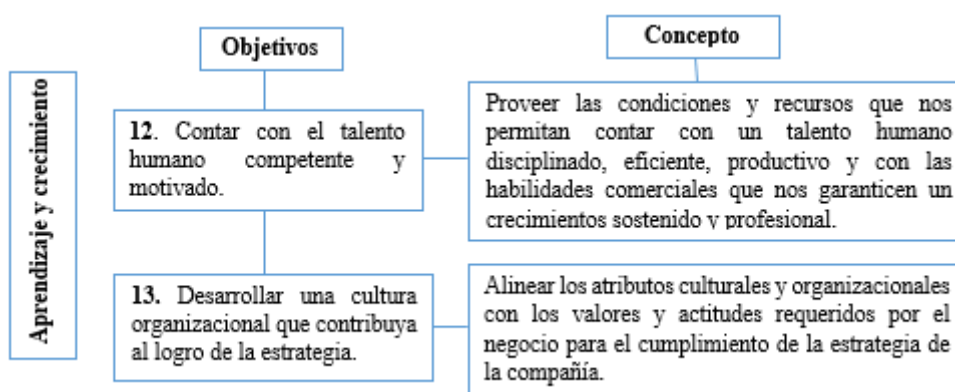 Objetivos
Concepto
Aprendizaje y crecimiento
12. Contar con el talento
humano competente y
motivado.
Proveer las condiciones y recursos que nos
permitan contar con un talento humano
disciplinado, eficiente, productivo y con las
habilidades comerciales que nos garanticen un
crecimientos sostenido y profesional.
13. Desarrollar una cultura
organizacional que contribuya
al logro de la estrategia.
Alinear los atributos culturales y organizacionales
con los valores y actitudes requeridos por el
negocio para el cumplimiento de la estrategia de
la compañía.